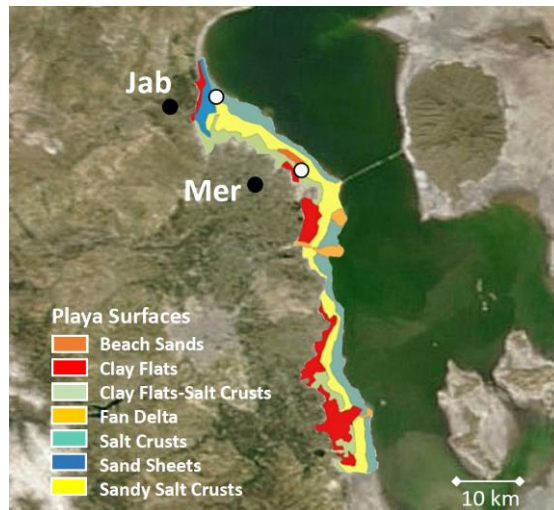 Jab
Mer
Playa Surfaces
Beach Sands
Clay Flats
Clay Flats-Salt Crusts
Fan Delta
Salt Crusts
Sand Sheets
Sandy Salt Crusts
10 km